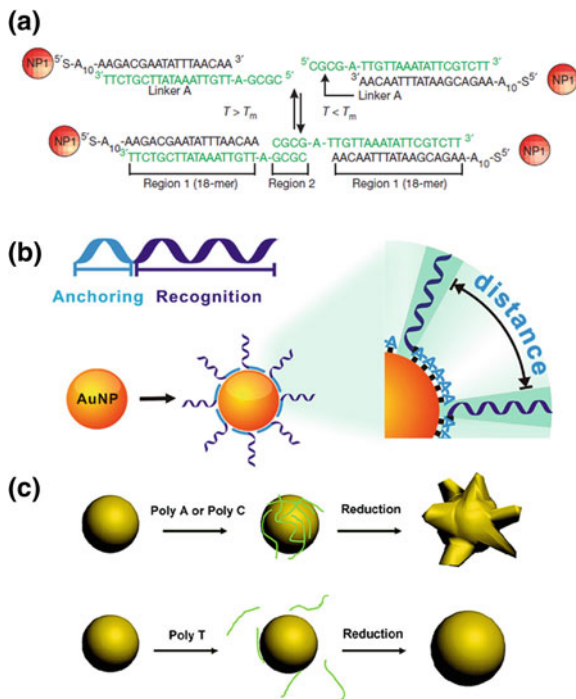 (a)
NP1 5'S-A10-AAGACGAATATTTAACAA 3' 5'CGCG-A-TTGTTAAATATTCGTCTT 3'
3'TTCTGCTTATAAATTGTT-A-GCGC 5' 3'AACAATTTATAAGCAGAA-A10-S5' NP1
Linker A Linker A
T > Tm T < Tm
NP1 5'S-A10-AAGACGAATATTTAACAA CGCG-A-TTGTTAAATATTCGTCTT 3'
3'TTCTGCTTATAAATTGTT-A-GCGC AACAATTTATAAGCAGAA-A10-S5' NP1
Region 1 (18-mer) Region 2 Region 1 (18-mer)
(b)
Anchoring Recognition
distance
AuNP
A AAAAA
(c)
Poly A or Poly C Reduction
Poly T Reduction